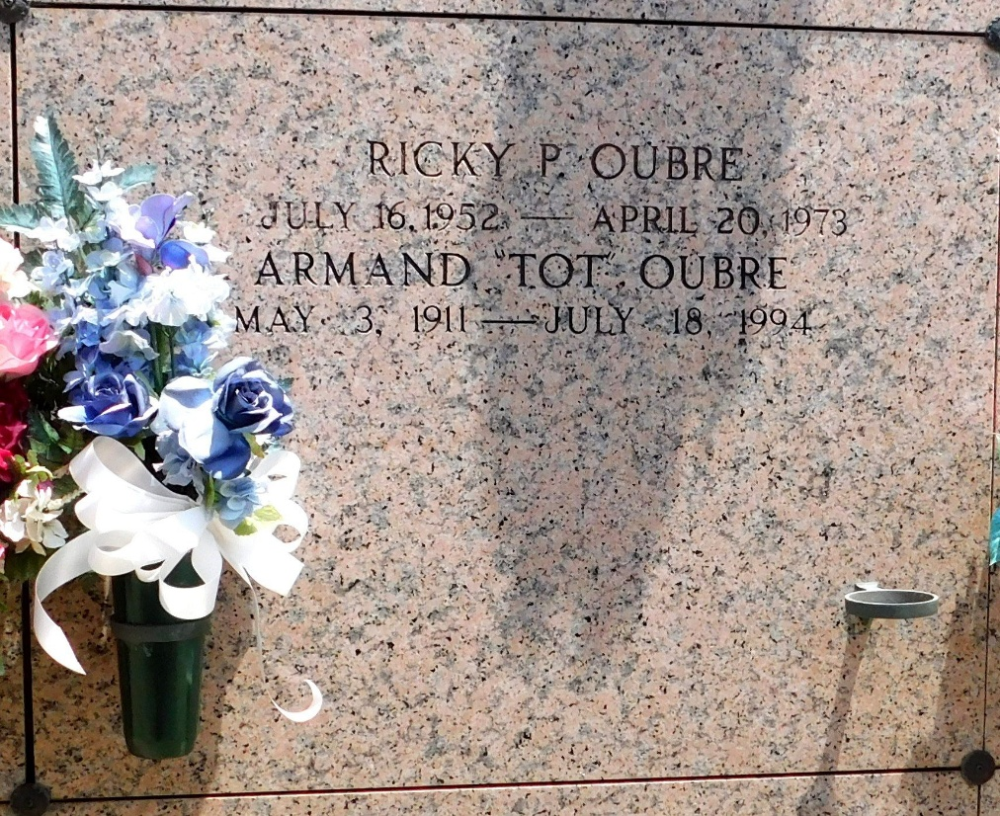 RICKY P. OUBRE
JULY 16, 1952 — APRIL 20, 1973
ARMAND "TOT" OUBRE
MAY 3, 1911 — JULY 18, 1994